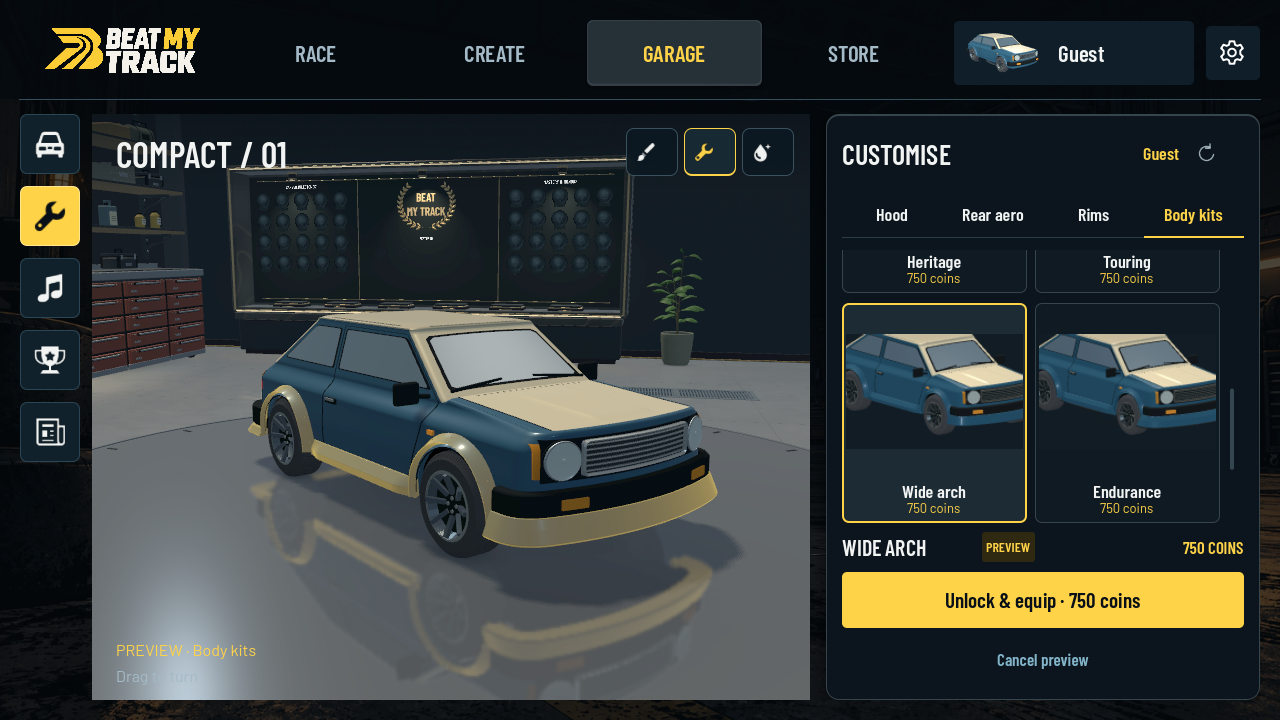 BEAT MY TRACK
RACE
CREATE
GARAGE
STORE
Guest
COMPACT / 01
BEAT
MY TRACK
PREVIEW · Body kits
Drag to turn
CUSTOMISE
Guest
Hood
Rear aero
Rims
Body kits
Heritage
750 coins
Touring
750 coins
Wide arch
750 coins
Endurance
750 coins
WIDE ARCH
PREVIEW
750 COINS
Unlock & equip · 750 coins
Cancel preview